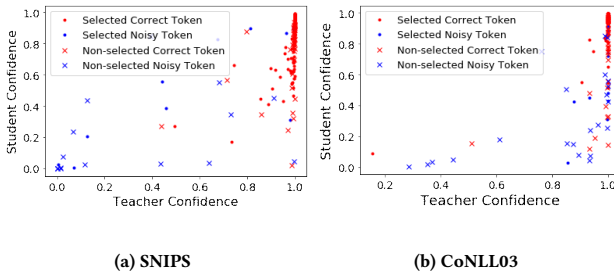 (a)
Selected Correct Token
Selected Noisy Token
Non-selected Correct Token
Non-selected Noisy Token
Student Confidence
1.0
0.8
0.6
0.4
0.2
0.0
0.0 0.2 0.4 0.6 0.8 1.0
Teacher Confidence
(a) SNIPS
(b)
Selected Correct Token
Selected Noisy Token
Non-selected Correct Token
Non-selected Noisy Token
Student Confidence
1.0
0.8
0.6
0.4
0.2
0.0
0.2 0.4 0.6 0.8 1.0
Teacher Confidence
(b) CoNLL03